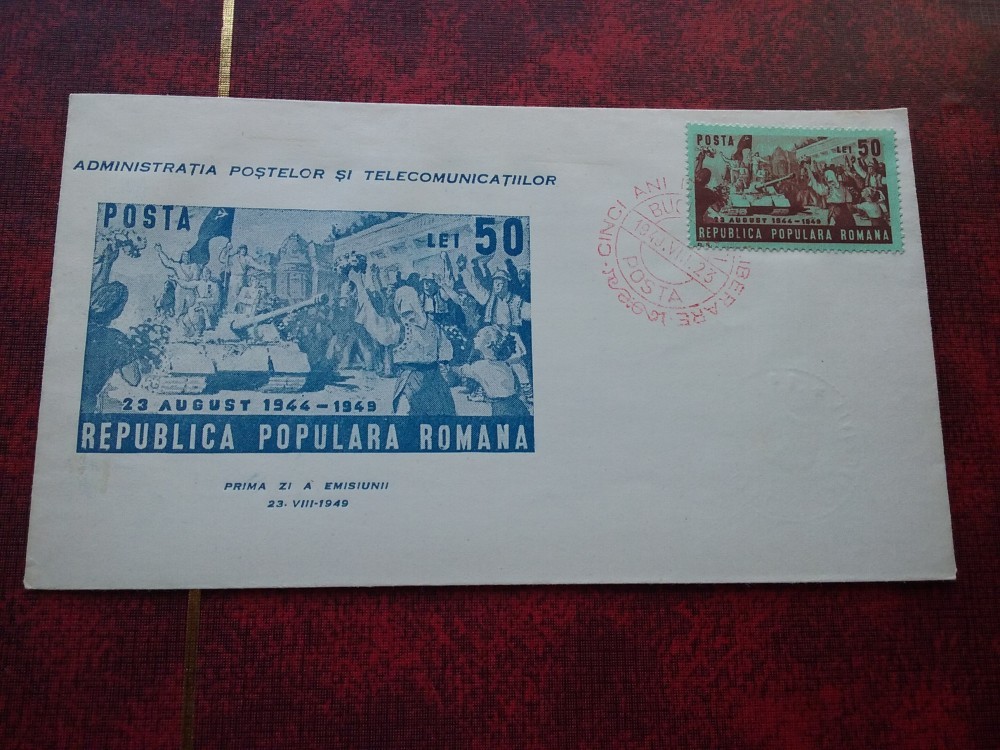 ADMINISTRAȚIA POȘTELOR ȘI TELECOMUNICAȚIILOR
POSTA
LEI 50
23 AUGUST 1944-1949
REPUBLICA POPULARA ROMANA
PRIMA ZI A EMISIUNII
23. VIII-1949
POSTA
LEI 50
23 AUGUST 1944-1949
REPUBLICA POPULARA ROMANA
CINCI ANI
POSTA